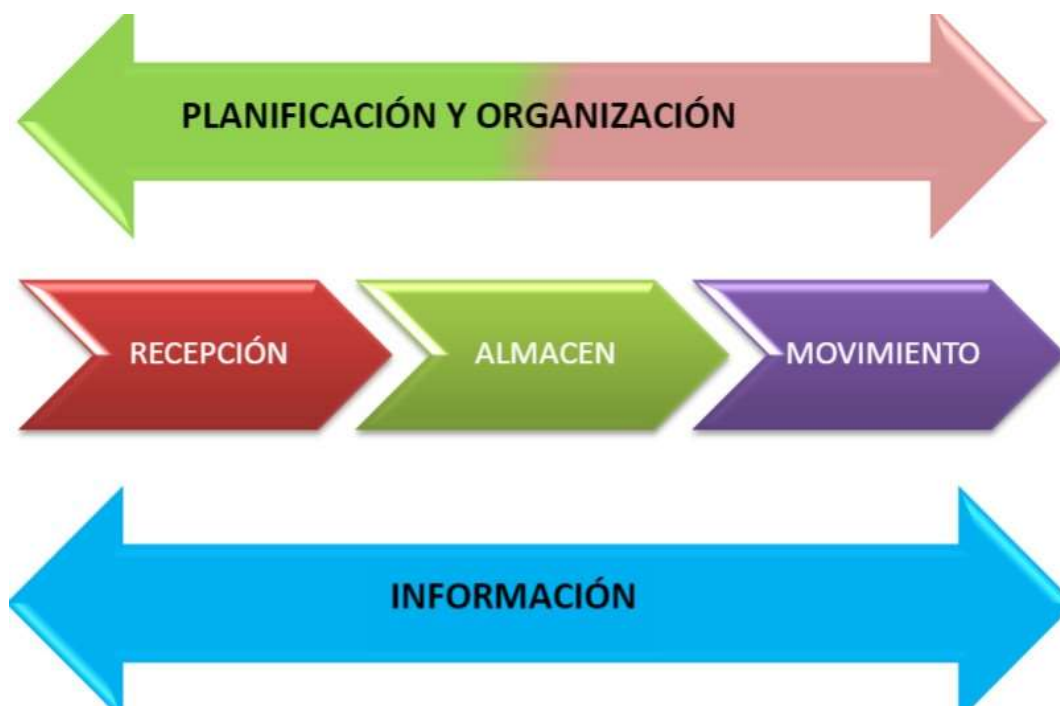 PLANIFICACIÓN Y ORGANIZACIÓN
RECEPCIÓN
ALMACEN
MOVIMIENTO
INFORMACIÓN